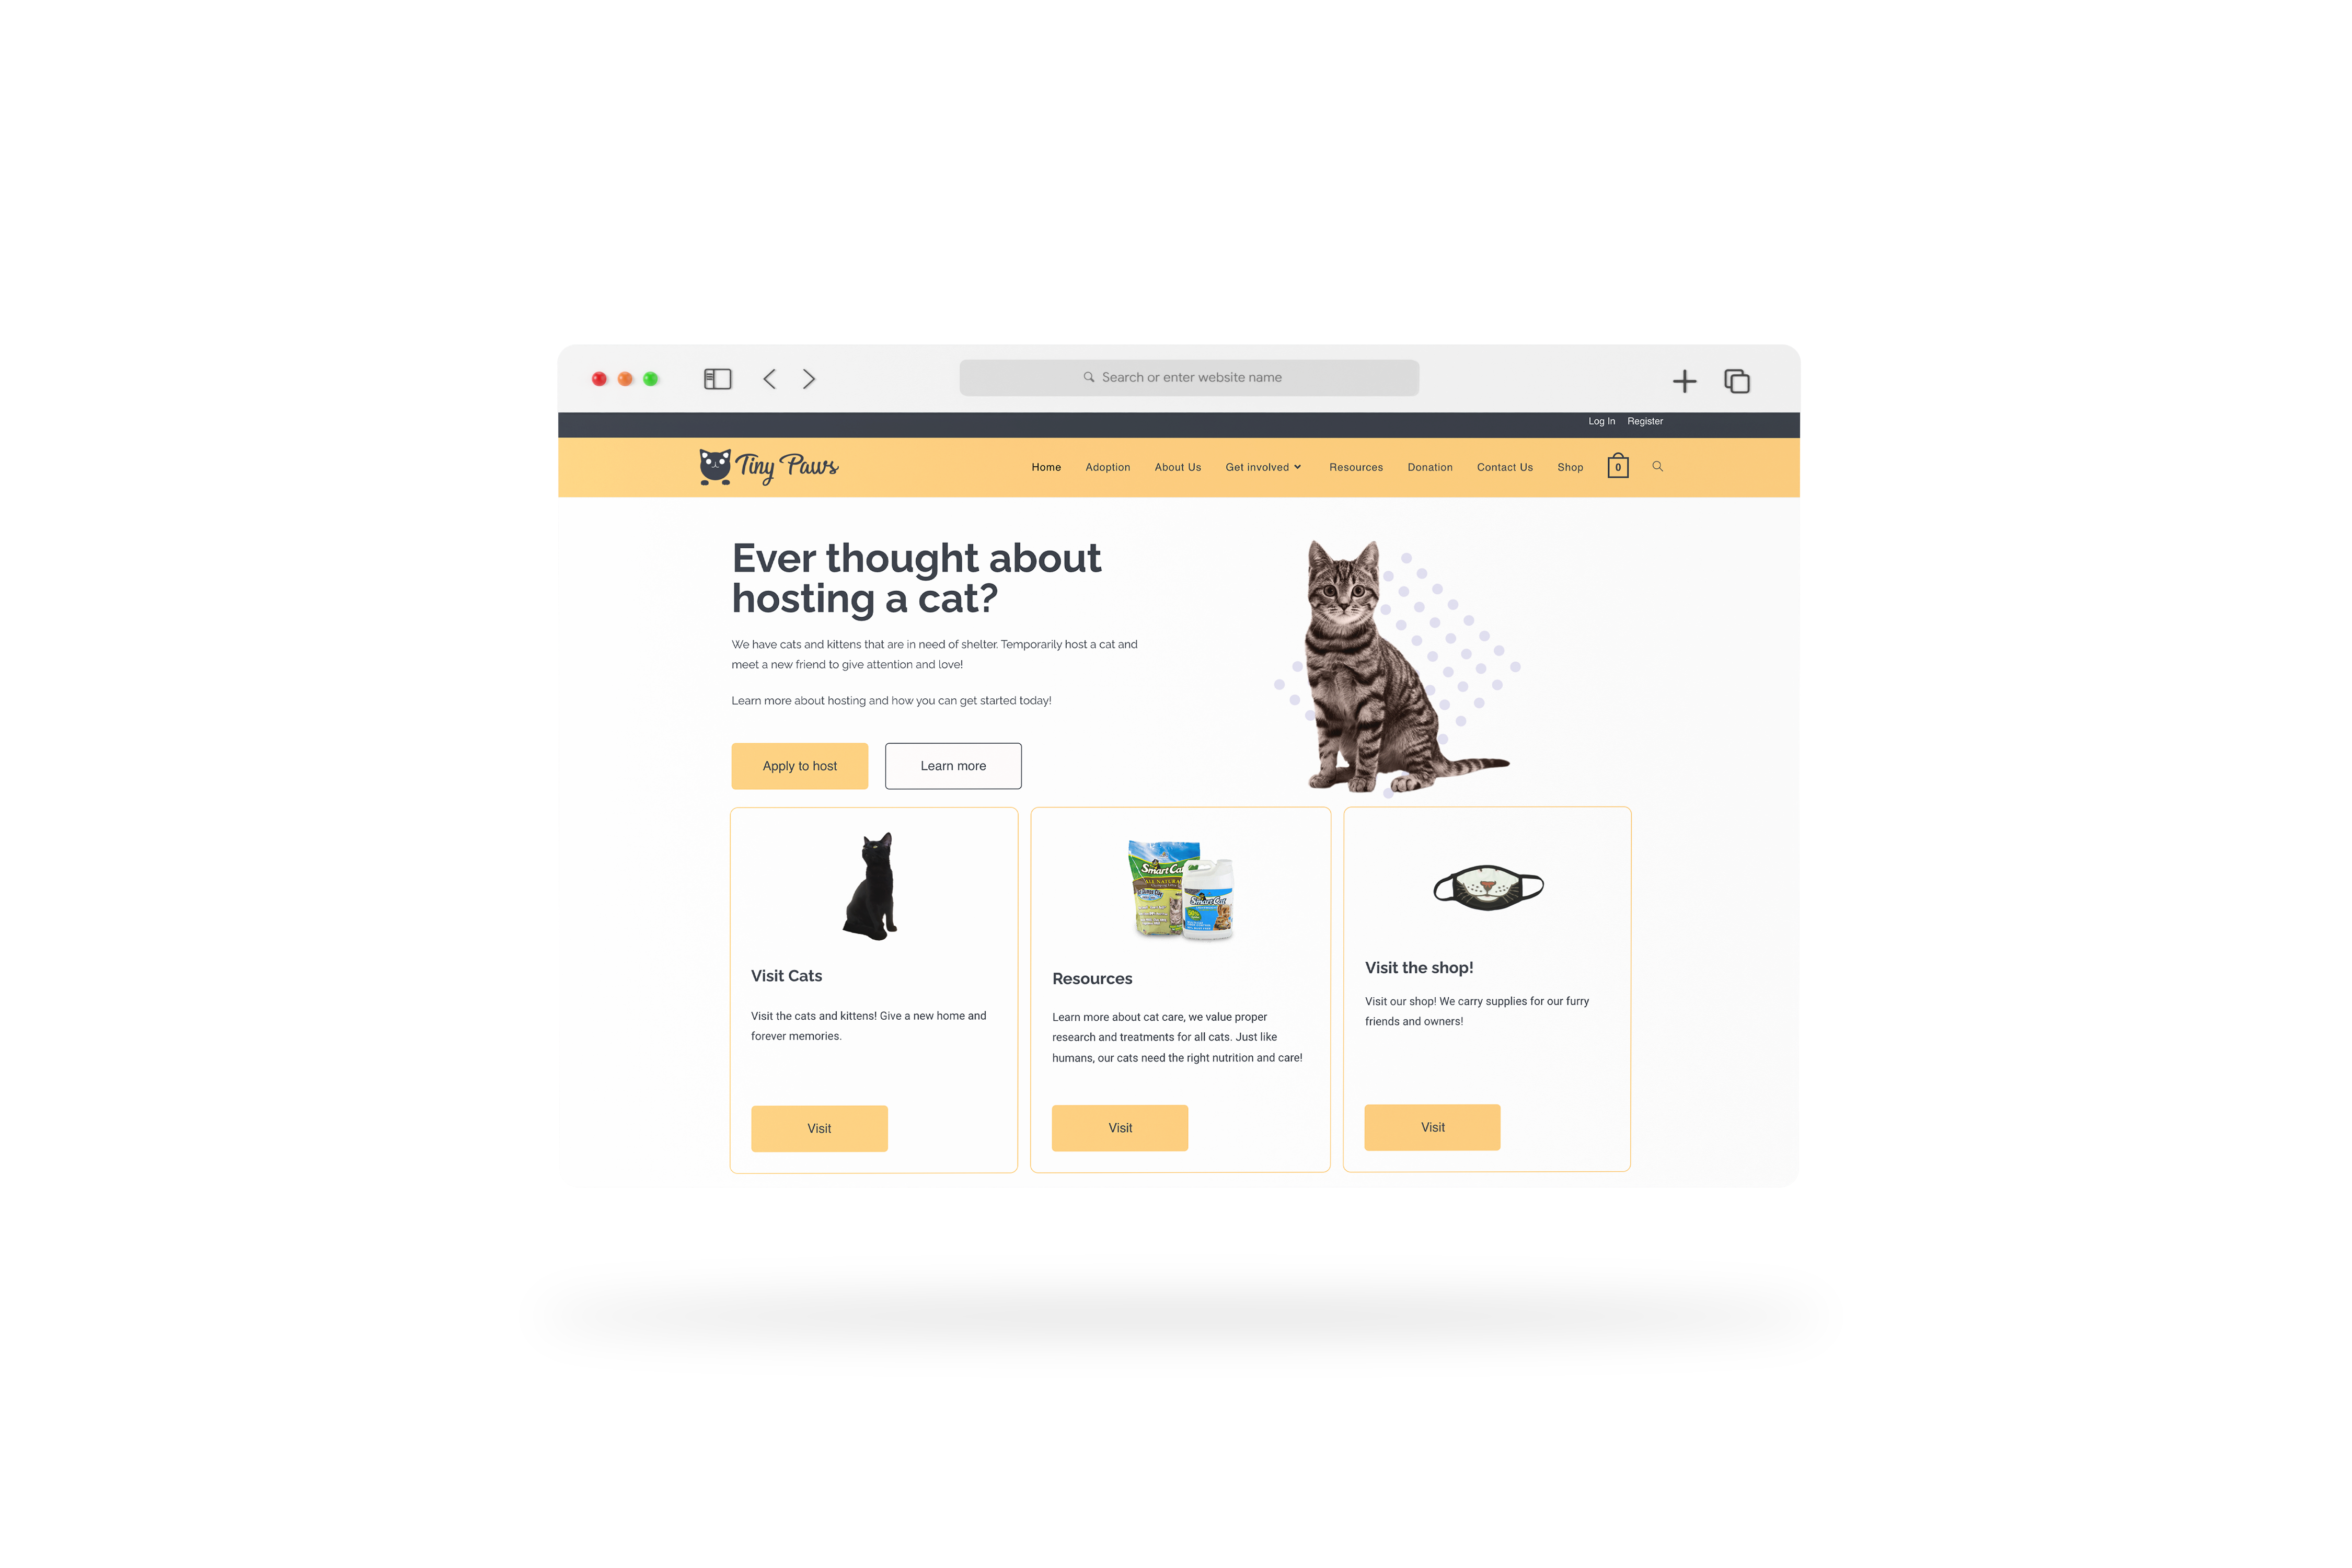 Search or enter website name
Log In Register
Tiny Paws
Home Adoption About Us Get involved Resources Donation Contact Us Shop 0
Ever thought about
hosting a cat?
We have cats and kittens that are in need of shelter. Temporarily host a cat and
meet a new friend to give attention and love!
Learn more about hosting and how you can get started today!
Apply to host Learn more
Smart Cat
ALL NATURAL
SmartCat
Visit Cats
Visit the cats and kittens! Give a new home and
forever memories.
Visit
Resources
Learn more about cat care, we value proper
research and treatments for all cats. Just like
humans, our cats need the right nutrition and care!
Visit
Visit the shop!
Visit our shop! We carry supplies for our furry
friends and owners!
Visit